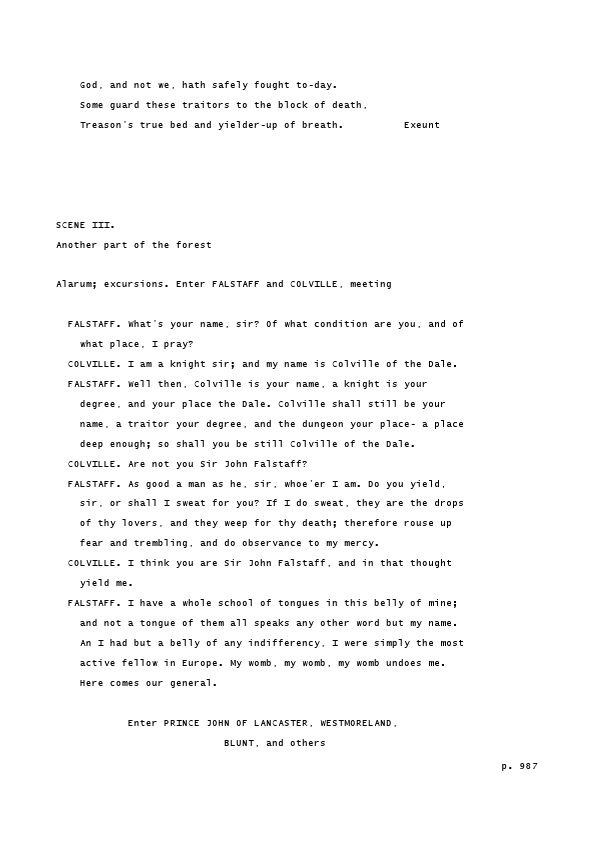 God, and not we, hath safely fought to-day.
Some guard these traitors to the block of death,
Treason's true bed and yielder-up of breath. Exeunt
SCENE III.
Another part of the forest
Alarum; excursions. Enter FALSTAFF and COLVILLE, meeting
FALSTAFF. What's your name, sir? Of what condition are you, and of
what place, I pray?
COLVILLE. I am a knight sir; and my name is Colville of the Dale.
FALSTAFF. Well then, Colville is your name, a knight is your
degree, and your place the Dale. Colville shall still be your
name, a traitor your degree, and the dungeon your place- a place
deep enough; so shall you be still Colville of the Dale.
COLVILLE. Are not you Sir John Falstaff?
FALSTAFF. As good a man as he, sir, whoe'er I am. Do you yield,
sir, or shall I sweat for you? If I do sweat, they are the drops
of thy lovers, and they weep for thy death; therefore rouse up
fear and trembling, and do observance to my mercy.
COLVILLE. I think you are Sir John Falstaff, and in that thought
yield me.
FALSTAFF. I have a whole school of tongues in this belly of mine;
and not a tongue of them all speaks any other word but my name.
An I had but a belly of any indifferency, I were simply the most
active fellow in Europe. My womb, my womb, my womb undoes me.
Here comes our general.
Enter PRINCE JOHN OF LANCASTER, WESTMORELAND,
BLUNT, and others
p. 987